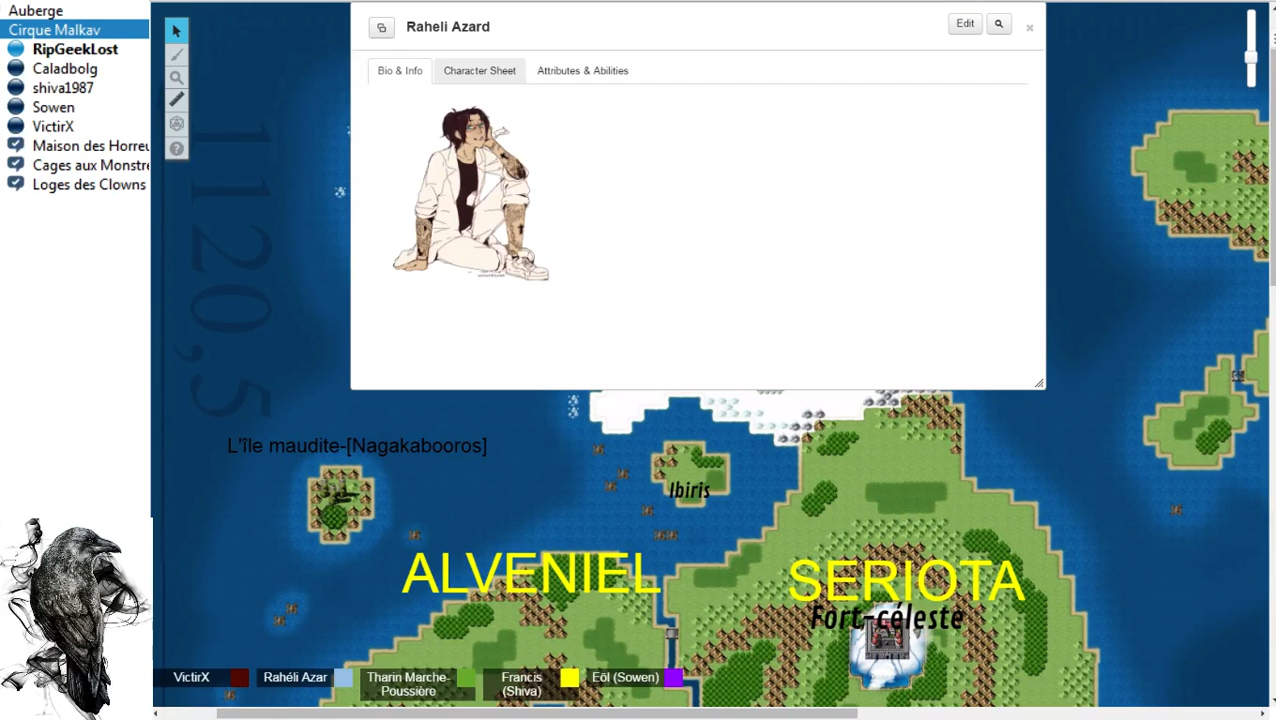 Auberge
Cirque Malkav
RipGeekLost
Caladbolg
shiva1987
Sowen
VictirX
Maison des Horreu
Cages aux Monstre
Loges des Clowns
1120,5
Raheli Azard
Edit
Bio & Info
Character Sheet
Attributes & Abilities
L'île maudite-[Nagakabooros]
Ibiris
ALVENIEL
SERIOTA
Fort-céleste
VictirX
Rahéli Azar
Tharin Marche-
Poussière
Francis
(Shiva)
Eöl (Sowen)